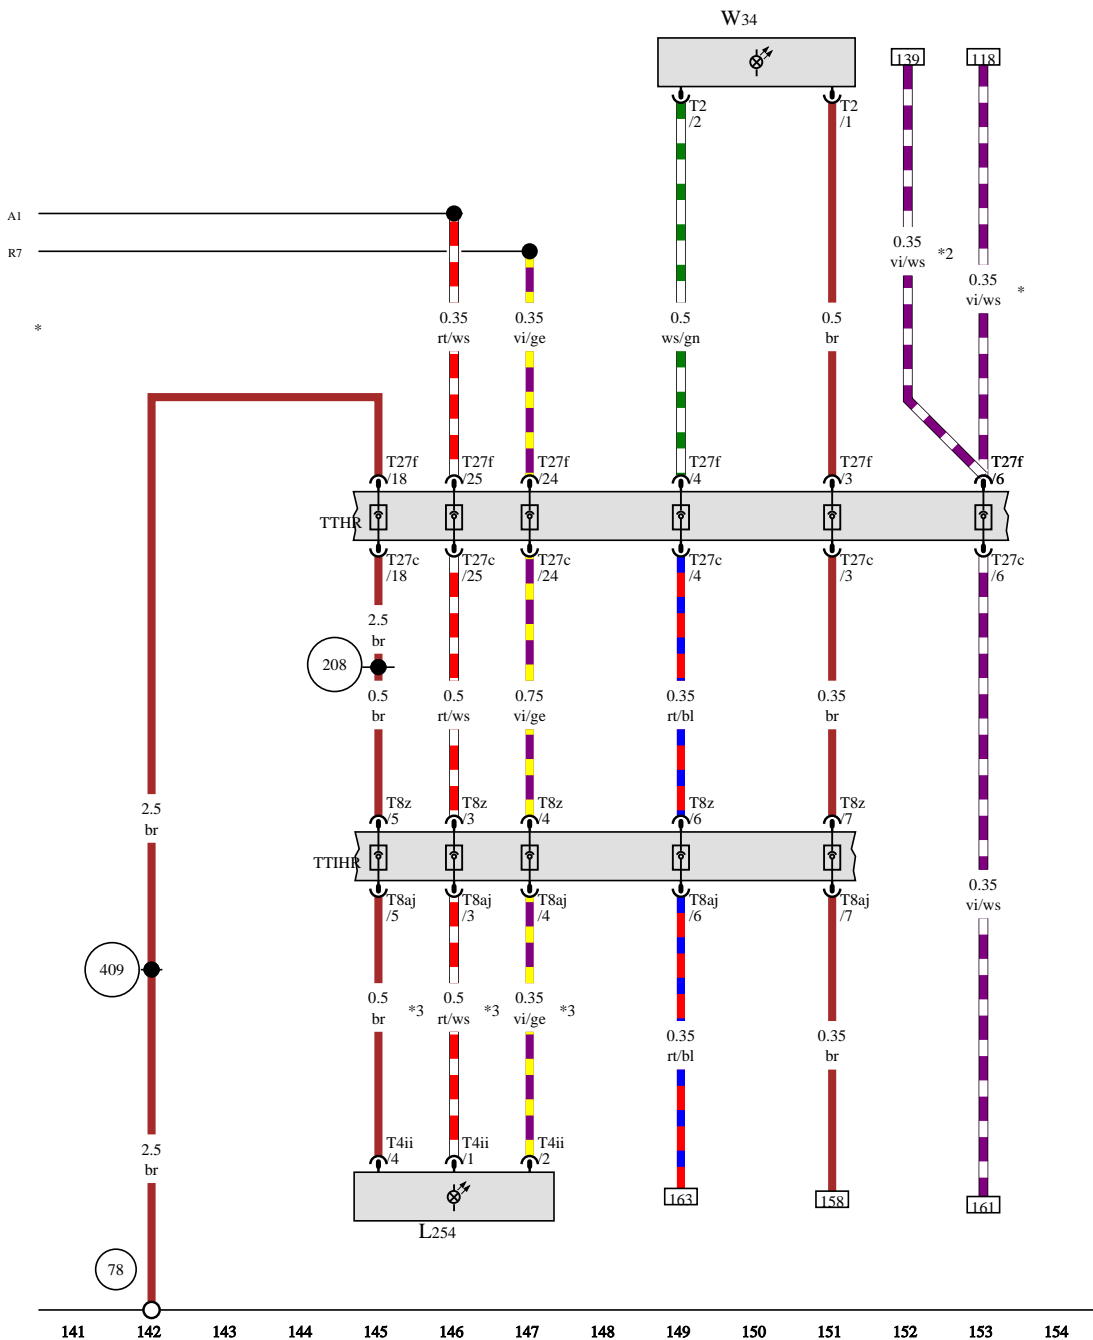 W34
139 118
T2 T2
/2 /1
A1
R7
0.35
vi/ws *2
0.35
vi/ws *
0.35 0.35 0.5 0.5
rt/ws vi/ge ws/gn br
*
T27f T27f T27f T27f T27f T27f
/18 /25 /24 /4 /3 /6
TTHR
T27c T27c T27c T27c T27c T27c
/18 /25 /24 /4 /3 /6
2.5
br
208
0.5 0.5 0.75 0.35 0.35
br rt/ws vi/ge rt/bl br
2.5
br
T8z T8z T8z T8z T8z
/5 /3 /4 /6 /7
TTIHR
0.35
vi/ws
T8aj T8aj T8aj T8aj T8aj
/5 /3 /4 /6 /7
409
0.5 0.5 0.35
br *3 rt/ws *3 vi/ge *3
0.35 0.35
rt/bl br
2.5
br
T4ii T4ii T4ii
/4 /1 /2
163 158 161
L254
78
141 142 143 144 145 146 147 148 149 150 151 152 153 154